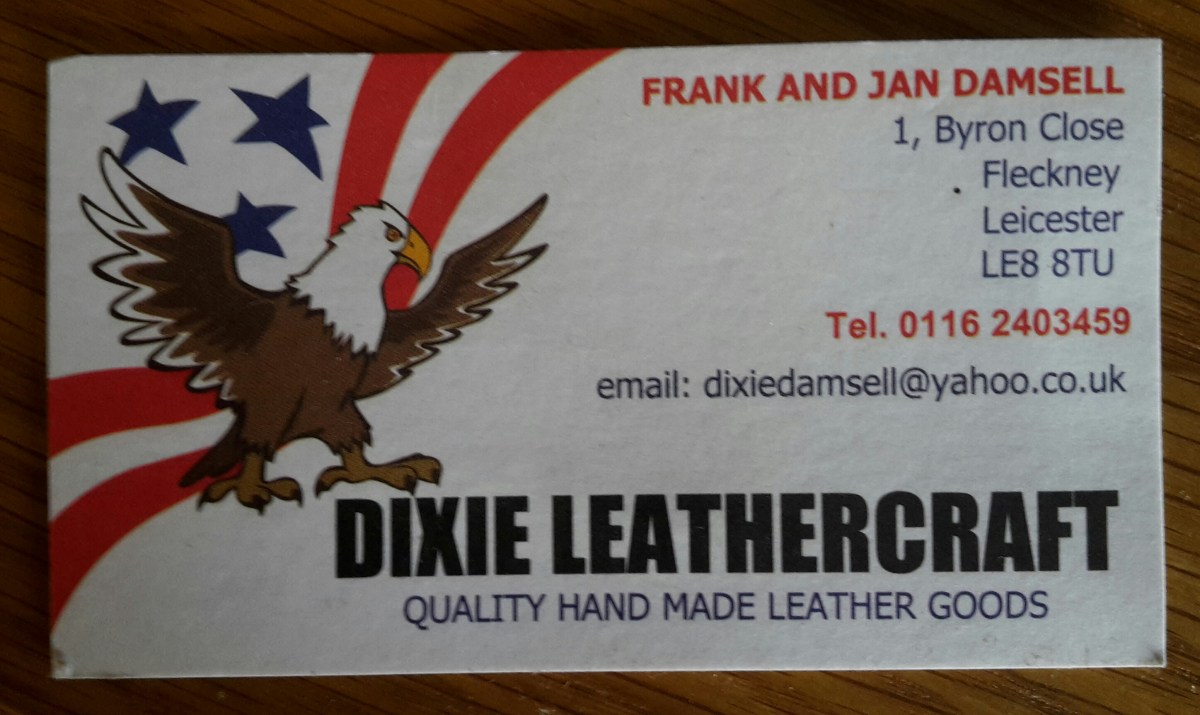 FRANK AND JAN DAMSELL
1, Byron Close
Fleckney
Leicester
LE8 8TU
Tel. 0116 2403459
email: dixiedamsell@yahoo.co.uk
DIXIE LEATHERCRAFT
QUALITY HAND MADE LEATHER GOODS